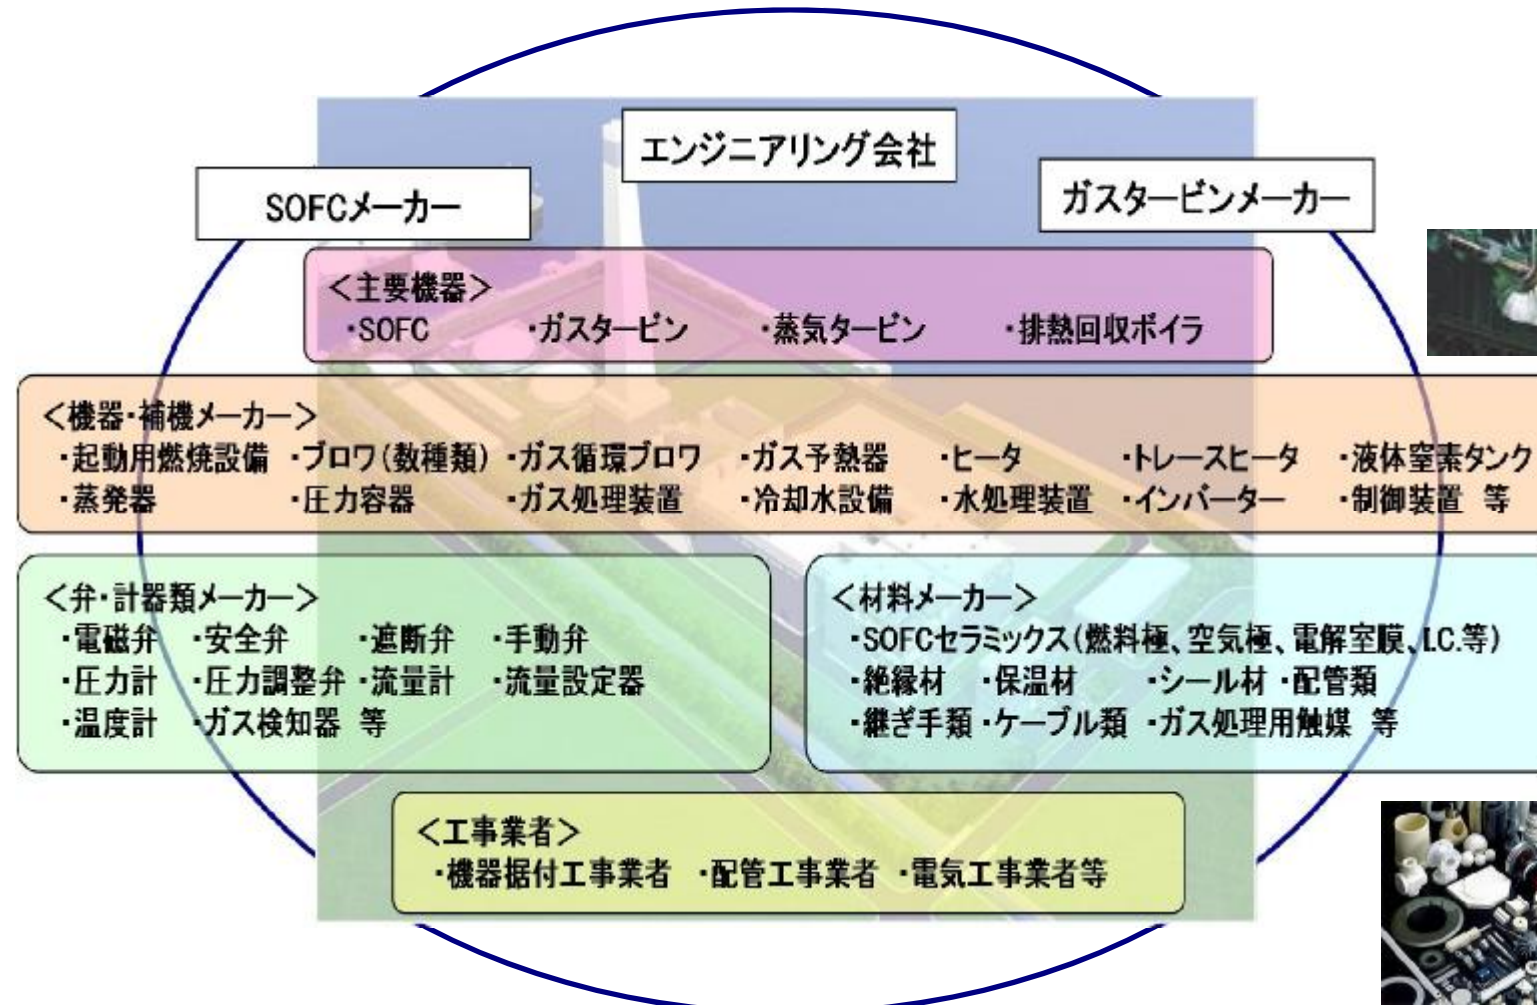 エンジニアリング会社
SOFCメーカー
ガスタービンメーカー
＜主要機器＞
・SOFC ・ガスタービン ・蒸気タービン ・排熱回収ボイラ
＜機器・補機メーカー＞
・起動用燃焼設備 ・ブロワ(数種類) ・ガス循環ブロワ ・ガス予熱器 ・ヒータ ・トレースヒータ ・液体窒素タンク
・蒸発器 ・圧力容器 ・ガス処理装置 ・冷却水設備 ・水処理装置 ・インバーター ・制御装置 等
＜弁・計器類メーカー＞
・電磁弁 ・安全弁 ・遮断弁 ・手動弁
・圧力計 ・圧力調整弁 ・流量計 ・流量設定器
・温度計 ・ガス検知器 等
＜材料メーカー＞
・SOFCセラミックス(燃料極、空気極、電解室膜、I.C.等)
・絶縁材 ・保温材 ・シール材 ・配管類
・継ぎ手類 ・ケーブル類 ・ガス処理用触媒 等
＜工事業者＞
・機器据付工事業者 ・配管工事業者 ・電気工事業者等